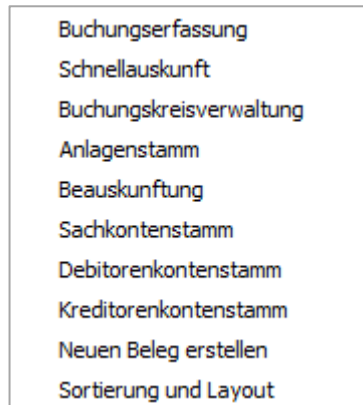 Buchungserfassung
Schnellauskunft
Buchungskreisverwaltung
Anlagenstamm
Beauskunftung
Sachkontenstamm
Debitorenkontenstamm
Kreditorenkontenstamm
Neuen Beleg erstellen
Sortierung und Layout